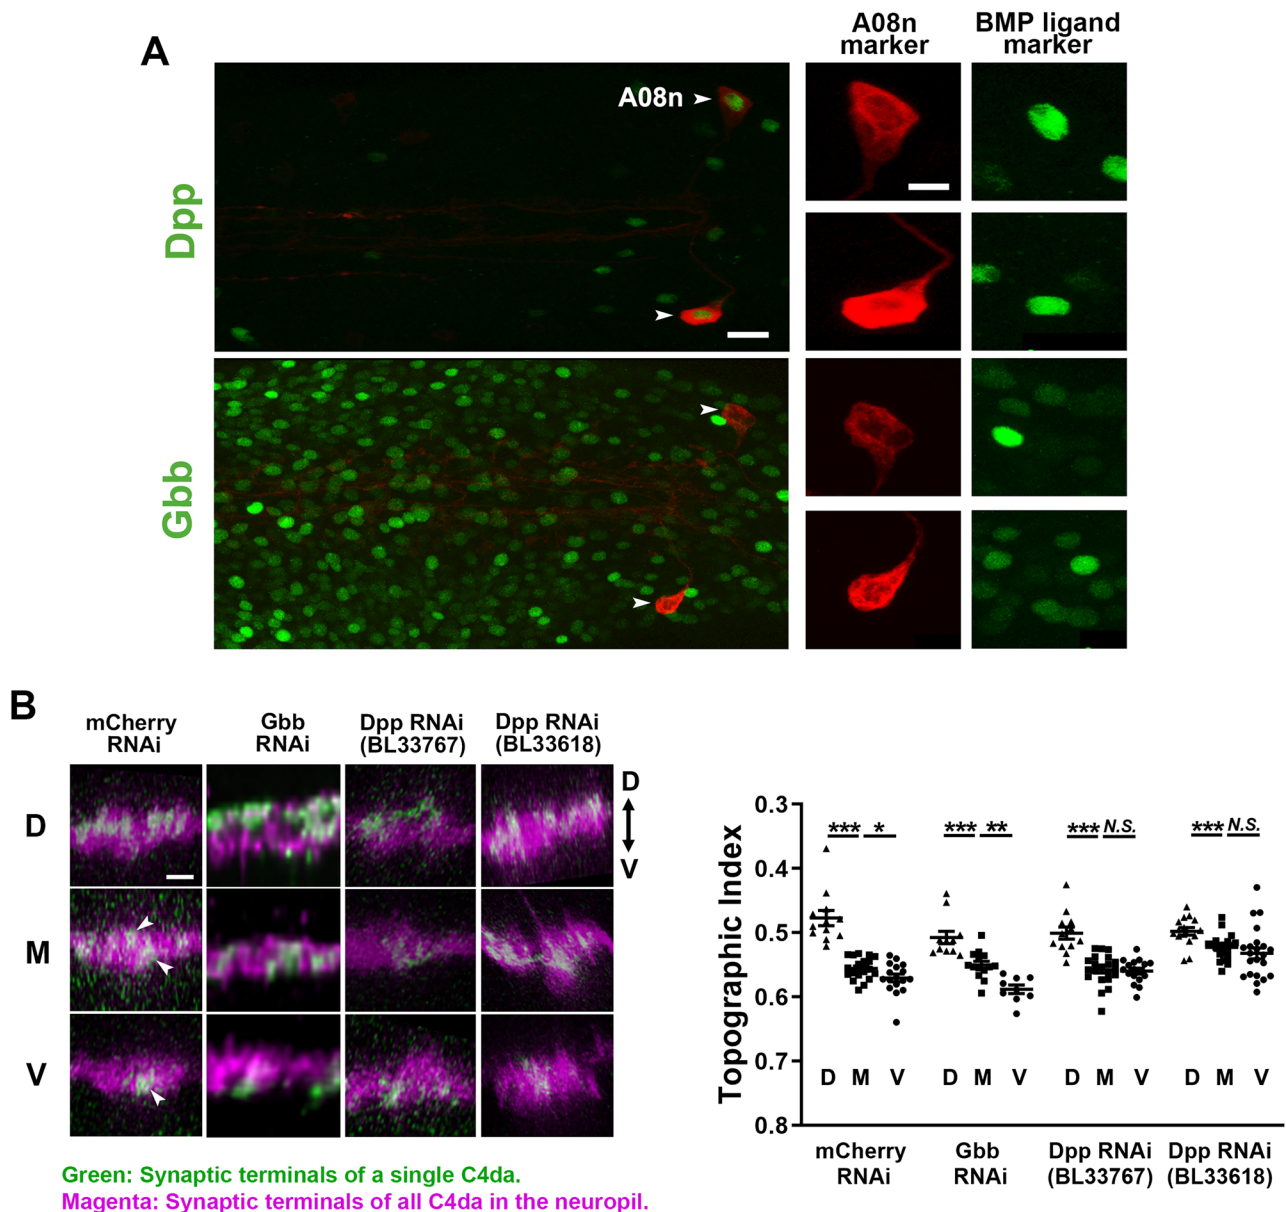 A
A08n
marker
BMP ligand
marker
A08n
Dpp
Gbb
B
mCherry
RNAi
Gbb
RNAi
Dpp RNAi
(BL33767)
Dpp RNAi
(BL33618)
D
M
V
D
V
Green: Synaptic terminals of a single C4da.
Magenta: Synaptic terminals of all C4da in the neuropil.
Topographic Index
0.3
0.4
0.5
0.6
0.7
0.8
*** *
*** **
*** N.S.
*** N.S.
D M V
D M V
D M V
D M V
mCherry
RNAi
Gbb
RNAi
Dpp RNAi
(BL33767)
Dpp RNAi
(BL33618)